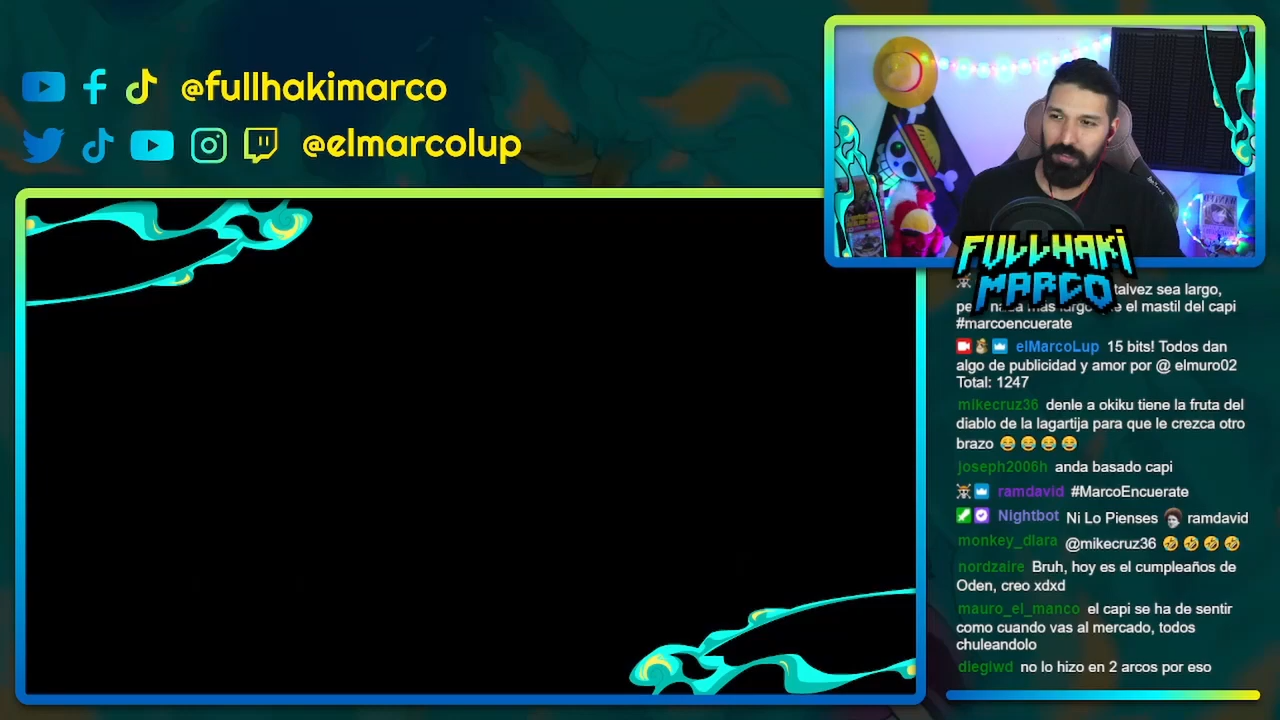 @fullhakimarco
@elmarcolup
FULLHAKI
MARCO
talvez sea largo,
el mastil del capi
#marcoencuerate
elMarcoLup 15 bits! Todos dan
algo de publicidad y amor por @ elmuro02
Total: 1247
mikecruz36 denle a okiku tiene la fruta del
diablo de la lagartija para que le crezca otro
brazo 😂 😂 😂 😂
joseph2006h anda basado capi
ramdavid #MarcoEncuerate
Nightbot Ni Lo Pienses ramdavid
monkey_dlara @mikecruz36 🤣 🤣 🤣 🤣
nordzaire Bruh, hoy es el cumpleaños de
Oden, creo xdxd
mauro_el_manco el capi se ha de sentir
como cuando vas al mercado, todos
chuleandolo
dieglwd no lo hizo en 2 arcos por eso